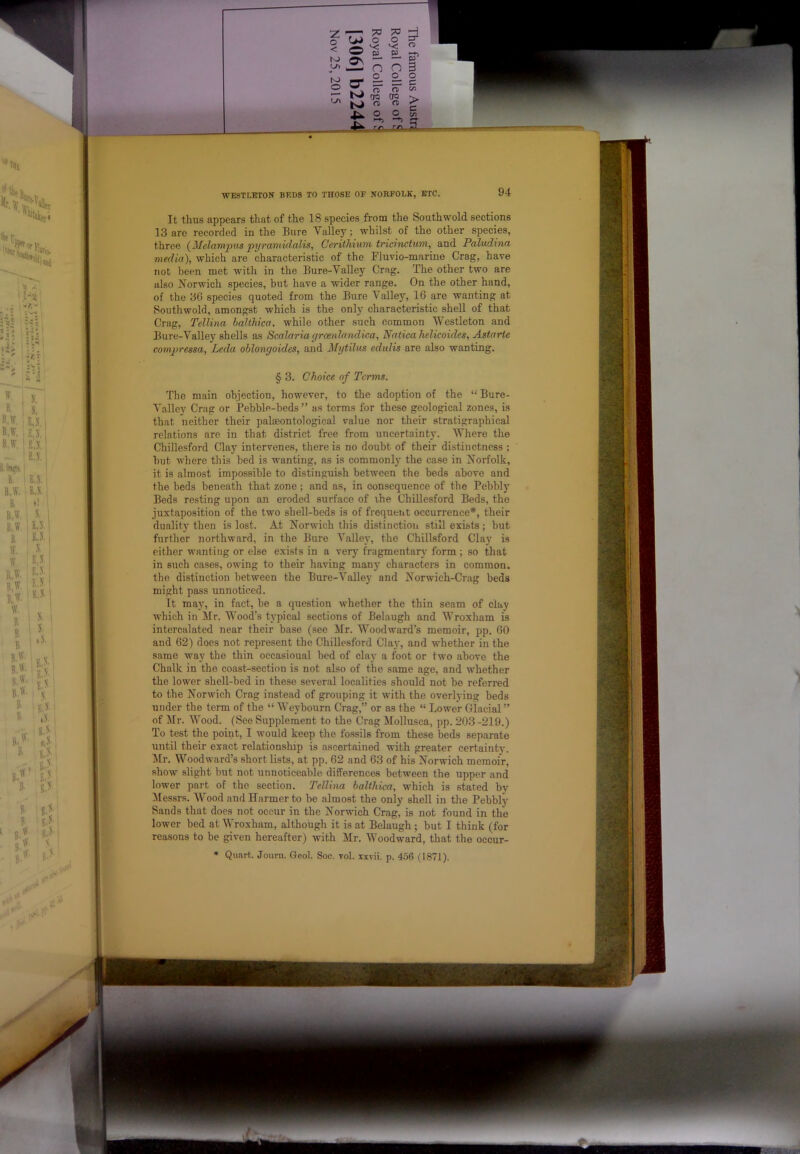 The famous Austra
Royal College of S
Royal College of S
[306] b2244
Nov 25, 2015
WESTLETON BEDS TO THOSE OF NORFOLK, ETC. 94
It thus appears that of the 18 species from the Southwold sections
13 are recorded in the Bure Valley; whilst of the other species,
three (Melampus pyramidalis, Cerithium tricinctum, and Paludina
media), which are characteristic of the Fluvio-marine Crag, have
not been met with in the Bure-Valley Crag. The other two are
also Norwich species, but have a wider range. On the other hand,
of the 36 species quoted from the Bure Valley, 16 are wanting at
Southwold, amongst which is the only characteristic shell of that
Crag, Tellina balthica, while other such common Westleton and
Bure-Valley shells as Scalaria grœnlandica, Natica helicoides, Astarte
compressa, Leda oblongoides, and Mytilus edulis are also wanting.
§ 3. Choice of Terms.
The main objection, however, to the adoption of the “Bure-
Valley Crag or Pebble-beds” as terms for these geological zones, is
that neither their palæontological value nor their stratigraphical
relations are in that district free from uncertainty. Where the
Chillesford Clay intervenes, there is no doubt of their distinctness;
but where this bed is wanting, as is commonly the case in Norfolk,
it is almost impossible to distinguish between the beds above and
the beds beneath that zone; and as, in consequence of the Pebbly
Beds resting upon an eroded surface of the Chillesford Beds, the
juxtaposition of the two shell-beds is of frequent occurrence*, their
duality then is lost. At Norwich this distinction still exists; but
further northward, in the Bure Valley, the Chillsford Clay is
either wanting or else exists in a very fragmentary form; so that
in such cases, owing to their having many characters in common,
the distinction between the Bure-Valley and Norwich-Crag beds
might pass unnoticed.
It may, in fact, be a question whether the thin seam of clay
which in Mr. Wood's typical sections of Belaugh and Wroxham is
intercalated near their base (see Mr. Woodward's memoir, pp. 60
and 62) does not represent the Chillesford Clay, and whether in the
same way the thin occasional bed of clay a foot or two above the
Chalk in the coast-section is not also of the same age, and whether
the lower shell-bed in these several localities should not be referred
to the Norwich Crag instead of grouping it with the overlying beds
under the term of the “Weybourn Crag,” or as the “Lower Glacial”
of Mr. Wood. (See Supplement to the Crag Mollusca, pp. 203-219.)
To test the point, I would keep the fossils from these beds separate
until their exact relationship is ascertained with greater certainty.
Mr. Woodward's short lists, at pp. 62 and 63 of his Norwich memoir,
show slight but not unnoticeable differences between the upper and
lower part of the section. Tellina balthica, which is stated by
Messrs. Wood and Harmer to be almost the only shell in the Pebbly
Sands that does not occur in the Norwich Crag, is not found in the
lower bed at Wroxham, although it is at Belaugh; but I think (for
reasons to be given hereafter) with Mr. Woodward, that the occur-
* Quart. Journ. Geol. Soc. vol. xxvii. p. 456 (1871).